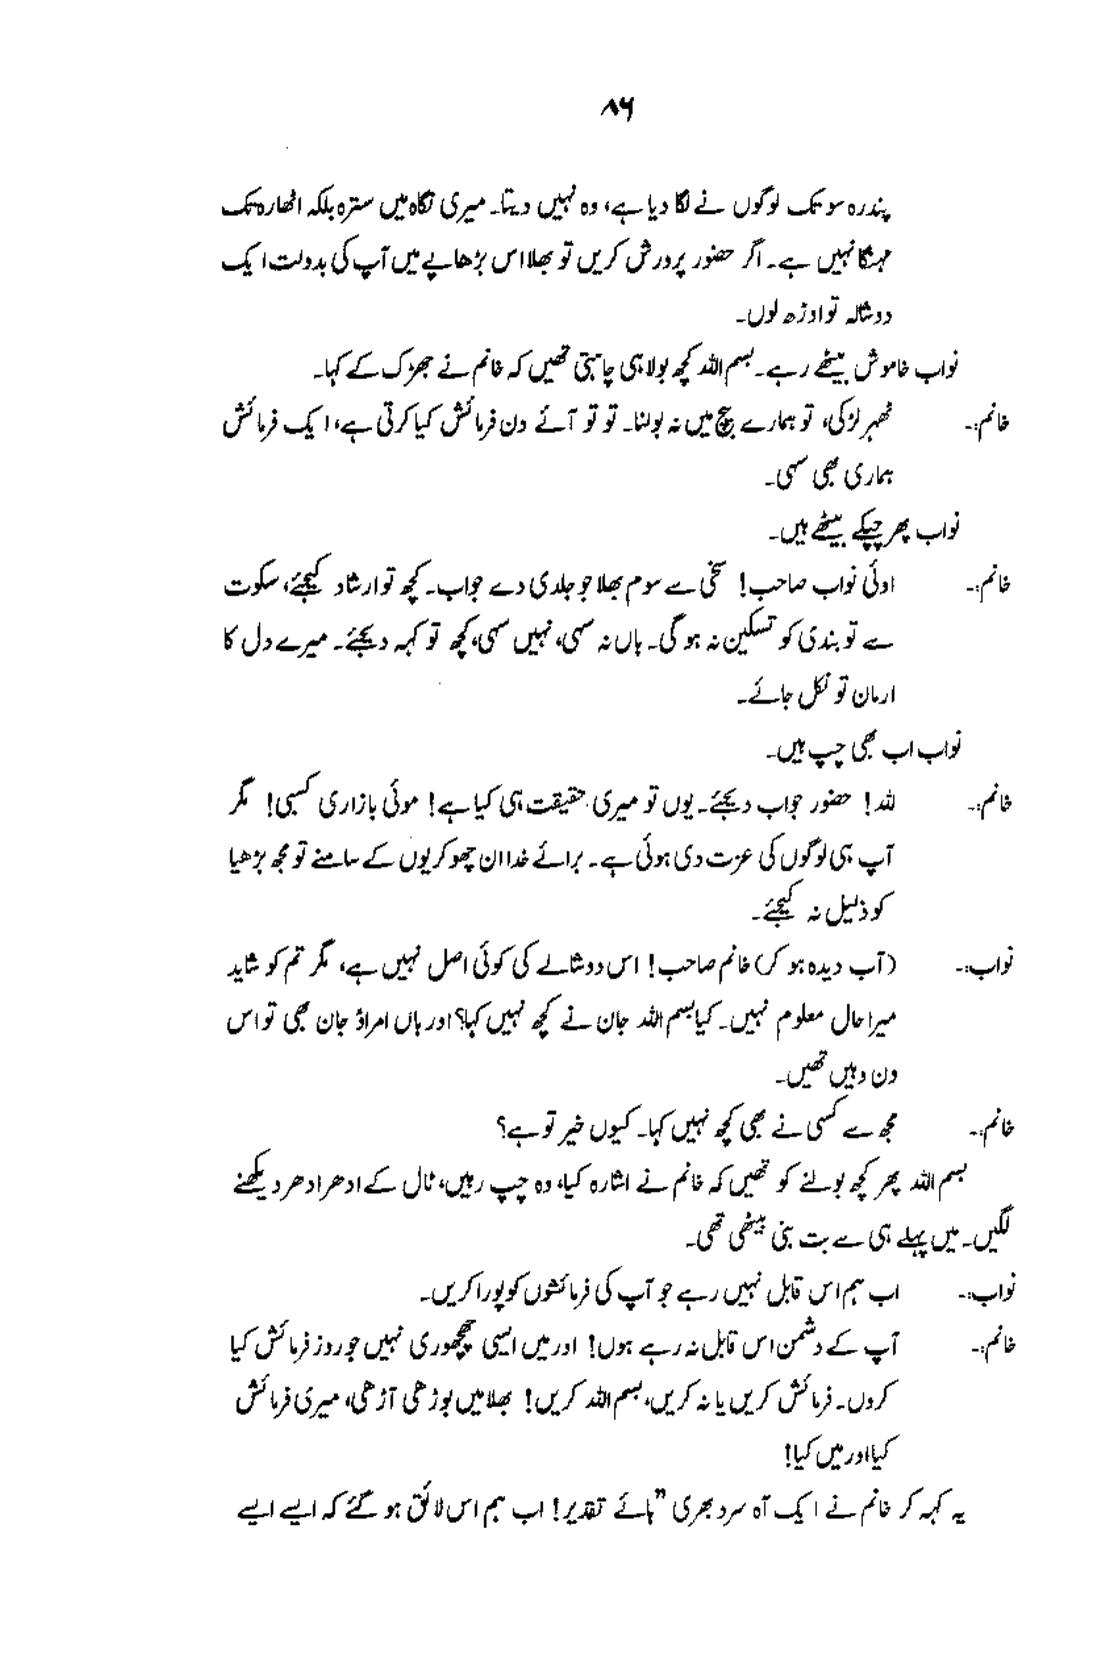 ۸۶
پندرہ سو تک لوگوں نے لگا دیا ہے، وہ نہیں دیتا۔ میری نگاہ میں سترہ بلکہ اٹھارہ تک
مہنگا نہیں ہے۔ اگر حضور پرورش کریں تو بھلا اس بڑھاپے میں آپ کی بدولت ایک
دوشالہ تو اوڑھ لوں۔
نواب خاموش بیٹھے رہے۔ بسم اللہ کچھ بولا ہی چاہتی تھیں کہ خانم نے جھڑک کے کہا۔
خانم:۔ ٹھہر لڑکی، تو ہمارے بیچ میں نہ بولنا۔ تو تو آئے دن فرمائش کیا کرتی ہے، ایک فرمائش
ہماری بھی سہی۔
نواب پھر چپکے بیٹھے ہیں۔
خانم:۔ اوئی نواب صاحب! سخی سے سوم بھلا جو جلدی دے جواب۔ کچھ تو ارشاد کیجئے، سکوت
سے تو بندی کو تسکین نہ ہو گی۔ ہاں نہ سہی، نہیں سہی، کچھ تو کہہ دیجئے۔ میرے دل کا
ارمان تو نکل جائے۔
نواب اب بھی چپ ہیں۔
خانم:۔ للہ! حضور جواب دیجئے۔ یوں تو میری حقیقت ہی کیا ہے! موئی بازاری کسبی! مگر
آپ ہی لوگوں کی عزت دی ہوئی ہے۔ برائے خدا ان چھوکریوں کے سامنے تو مجھ بڑھیا
کو ذلیل نہ کیجئے۔
نواب:۔ (آب دیدہ ہو کر) خانم صاحب! اس دوشالے کی کوئی اصل نہیں ہے، مگر تم کو شاید
میرا حال معلوم نہیں۔ کیا بسم اللہ جان نے کچھ نہیں کہا؟ اور ہاں امراؤ جان بھی تو اس
دن وہیں تھیں۔
خانم:۔ مجھ سے کسی نے بھی کچھ نہیں کہا۔ کیوں خیر تو ہے؟
بسم اللہ پھر کچھ بولنے کو تھیں کہ خانم نے اشارہ کیا، وہ چپ رہیں، ٹال کے ادھر ادھر دیکھنے
لگیں۔ میں پہلے ہی سے بت بنی بیٹھی تھی۔
نواب:۔ اب ہم اس قابل نہیں رہے جو آپ کی فرمائشوں کو پورا کریں۔
خانم:۔ آپ کے دشمن اس قابل نہ رہے ہوں! اور میں ایسی چھچھوری نہیں جو روز فرمائش کیا
کروں۔ فرمائش کریں یا نہ کریں، بسم اللہ کریں! بھلا میں بوڑھی آڑھی، میری فرمائش
کیا اور میں کیا!
یہ کہہ کر خانم نے ایک آہ سرد بھری ”ہائے تقدیر! اب ہم اس لائق ہو گئے کہ ایسے ایسے